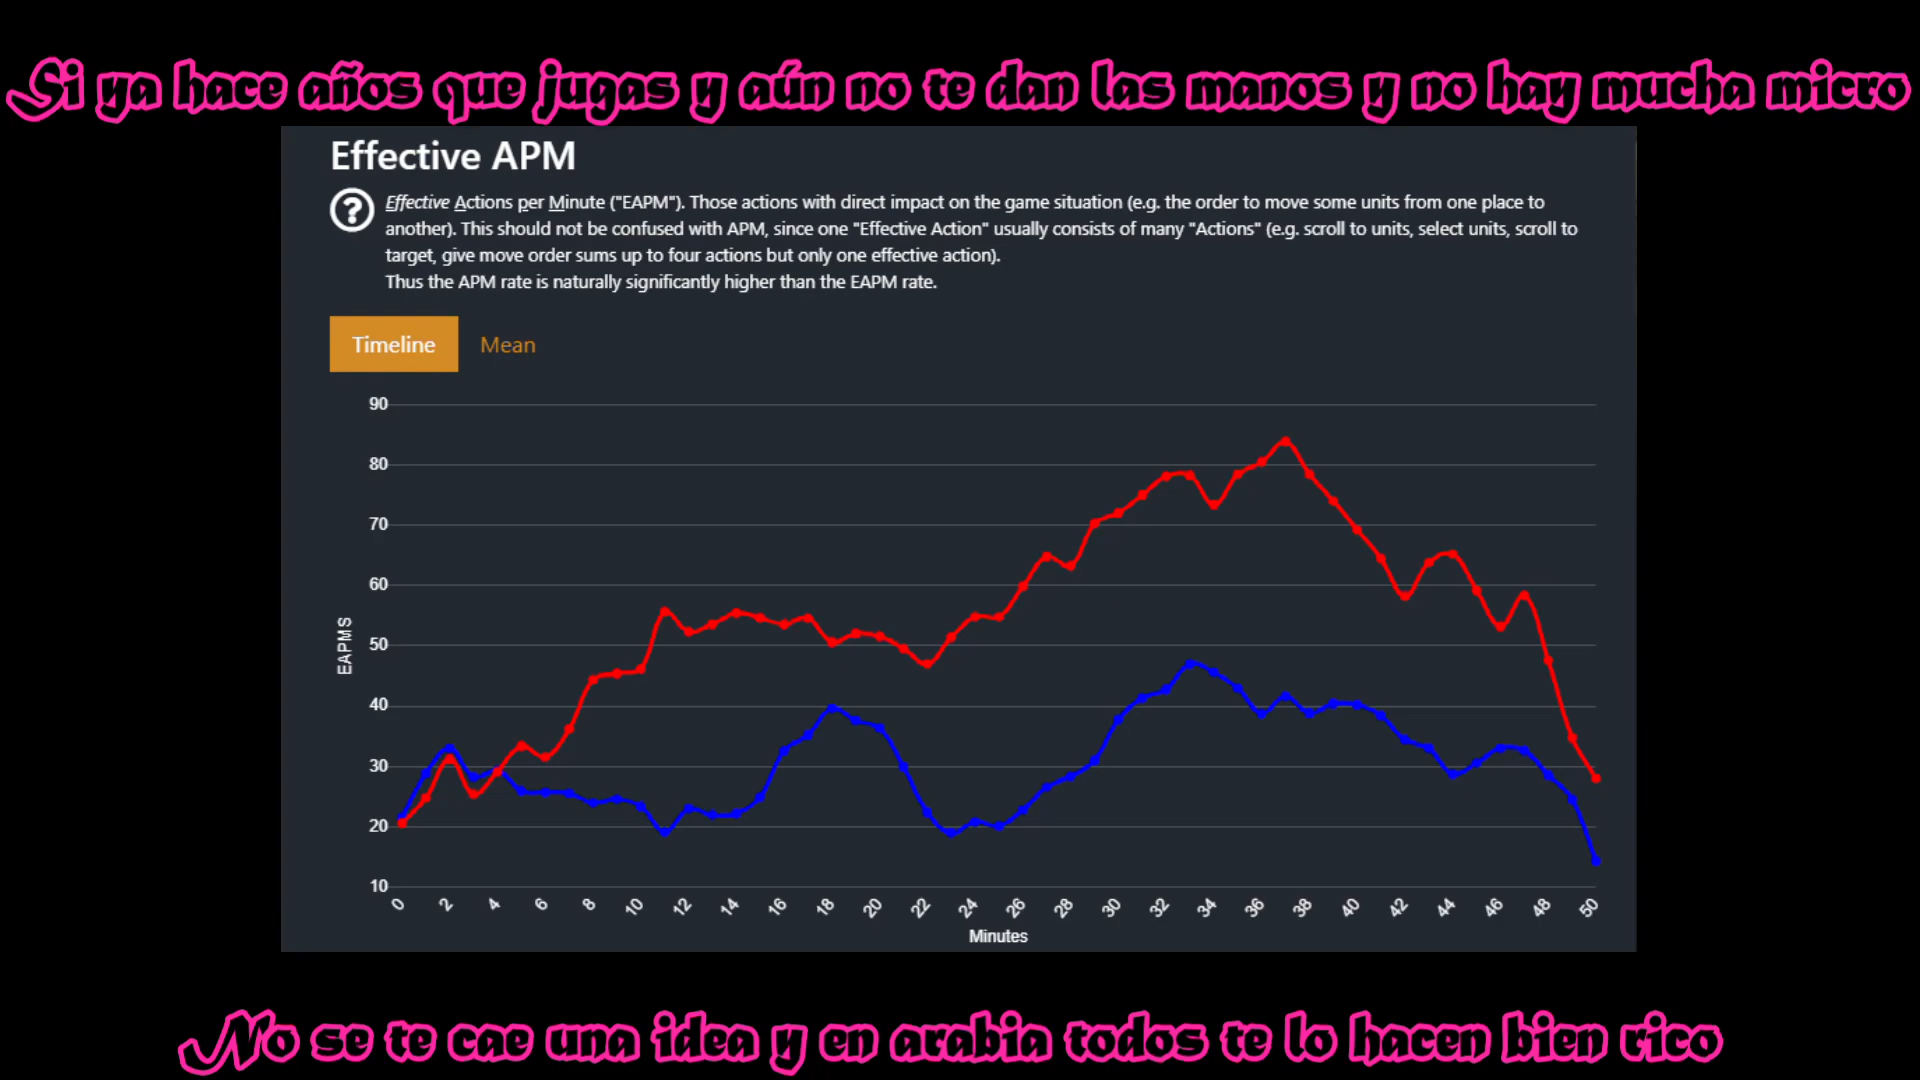 Si ya hace años que jugas y aún no te dan las manos y no hay mucha micro
Effective APM
?
Effective Actions per Minute ("EAPM"). Those actions with direct impact on the game situation (e.g. the order to move some units from one place to
another). This should not be confused with APM, since one "Effective Action" usually consists of many "Actions" (e.g. scroll to units, select units, scroll to
target, give move order sums up to four actions but only one effective action).
Thus the APM rate is naturally significantly higher than the EAPM rate.
Timeline Mean
90
80
70
60
50
40
30
20
10
EAPMS
0 2 4 6 8 10 12 14 16 18 20 22 24 26 28 30 32 34 36 38 40 42 44 46 48 50
Minutes
No se te cae una idea y en arabia todos te lo hacen bien rico